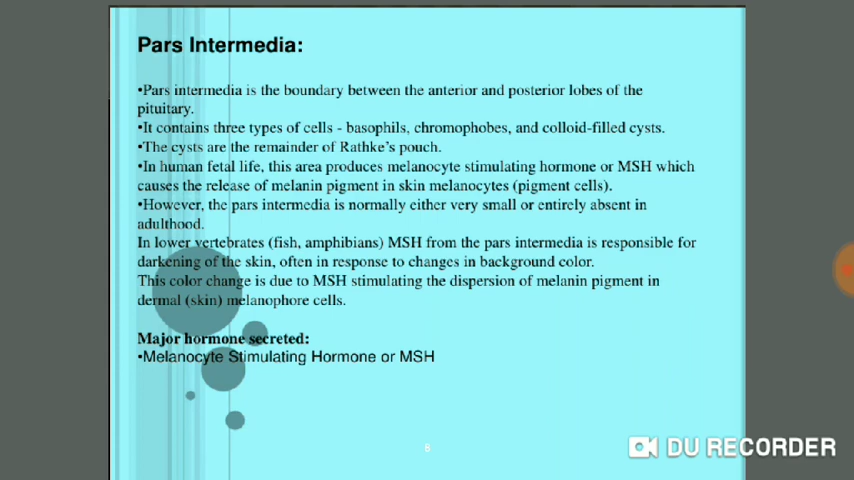 Pars Intermedia:
•Pars intermedia is the boundary between the anterior and posterior lobes of the
pituitary.
•It contains three types of cells - basophils, chromophobes, and colloid-filled cysts.
•The cysts are the remainder of Rathke's pouch.
•In human fetal life, this area produces melanocyte stimulating hormone or MSH which
causes the release of melanin pigment in skin melanocytes (pigment cells).
•However, the pars intermedia is normally either very small or entirely absent in
adulthood.
In lower vertebrates (fish, amphibians) MSH from the pars intermedia is responsible for
darkening of the skin, often in response to changes in background color.
This color change is due to MSH stimulating the dispersion of melanin pigment in
dermal (skin) melanophore cells.
Major hormone secreted:
•Melanocyte Stimulating Hormone or MSH
6
DU RECORDER